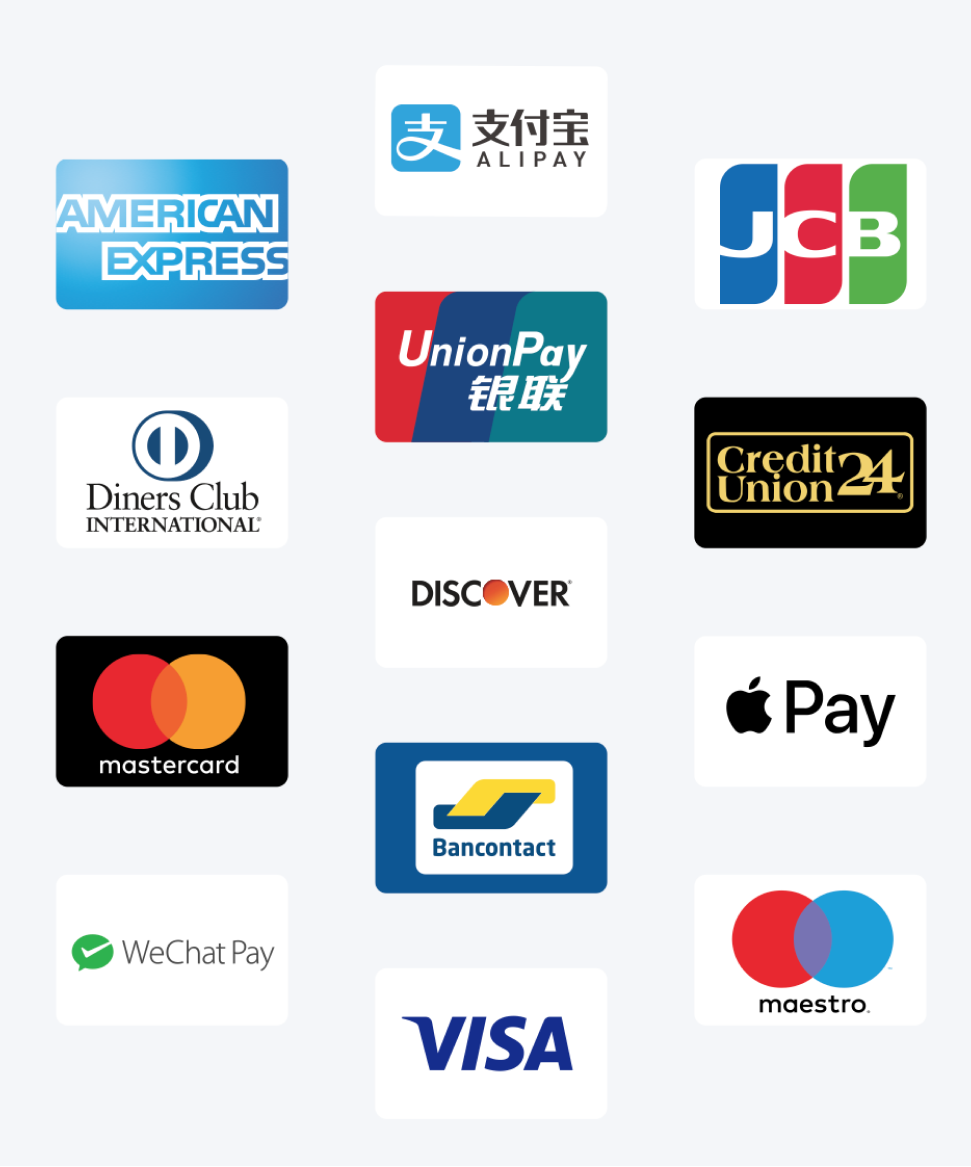 支 支付宝
ALIPAY
AMERICAN
EXPRESS
JCB
UnionPay
银联
Diners Club
INTERNATIONAL®
Credit
Union 24®
DISCOVER®
mastercard
Pay
Bancontact
WeChat Pay
maestro.
VISA